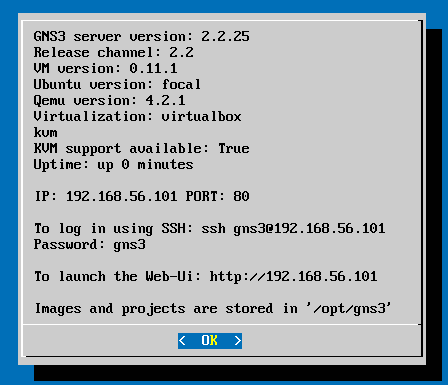 GNS3 server version: 2.2.25
Release channel: 2.2
VM version: 0.11.1
Ubuntu version: focal
Qemu version: 4.2.1
Virtualization: virtualbox
kvm
KVM support available: True
Uptime: up 0 minutes
IP: 192.168.56.101 PORT: 80
To log in using SSH: ssh gns3@192.168.56.101
Password: gns3
To launch the Web-Ui: http://192.168.56.101
Images and projects are stored in '/opt/gns3'
< OK >